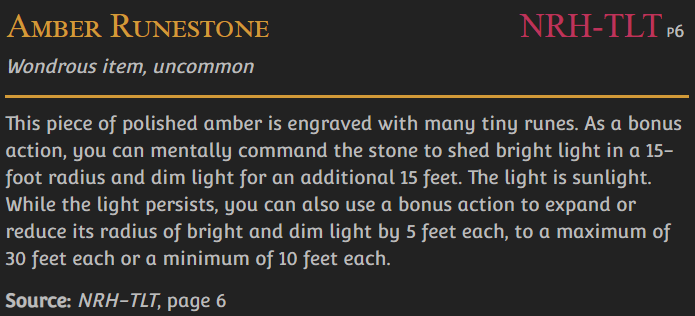 Amber Runestone NRH-TLT P6
Wondrous item, uncommon
This piece of polished amber is engraved with many tiny runes. As a bonus
action, you can mentally command the stone to shed bright light in a 15-
foot radius and dim light for an additional 15 feet. The light is sunlight.
While the light persists, you can also use a bonus action to expand or
reduce its radius of bright and dim light by 5 feet each, to a maximum of
30 feet each or a minimum of 10 feet each.
Source: NRH-TLT, page 6